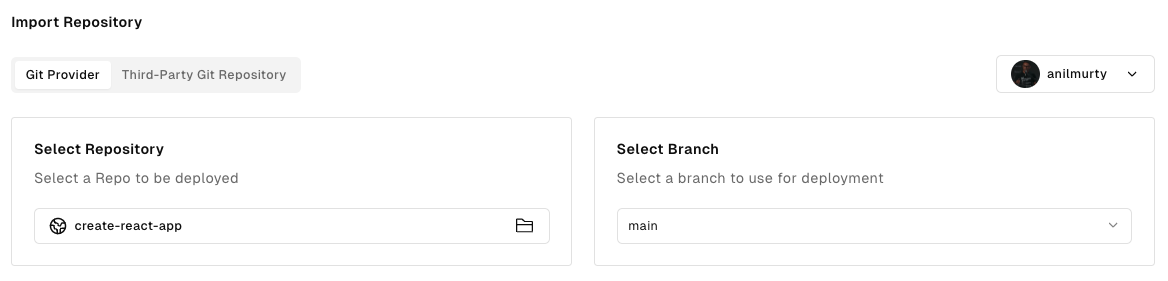 Import Repository
Git Provider
Third-Party Git Repository
anilmurty
Select Repository
Select a Repo to be deployed
create-react-app
Select Branch
Select a branch to use for deployment
main